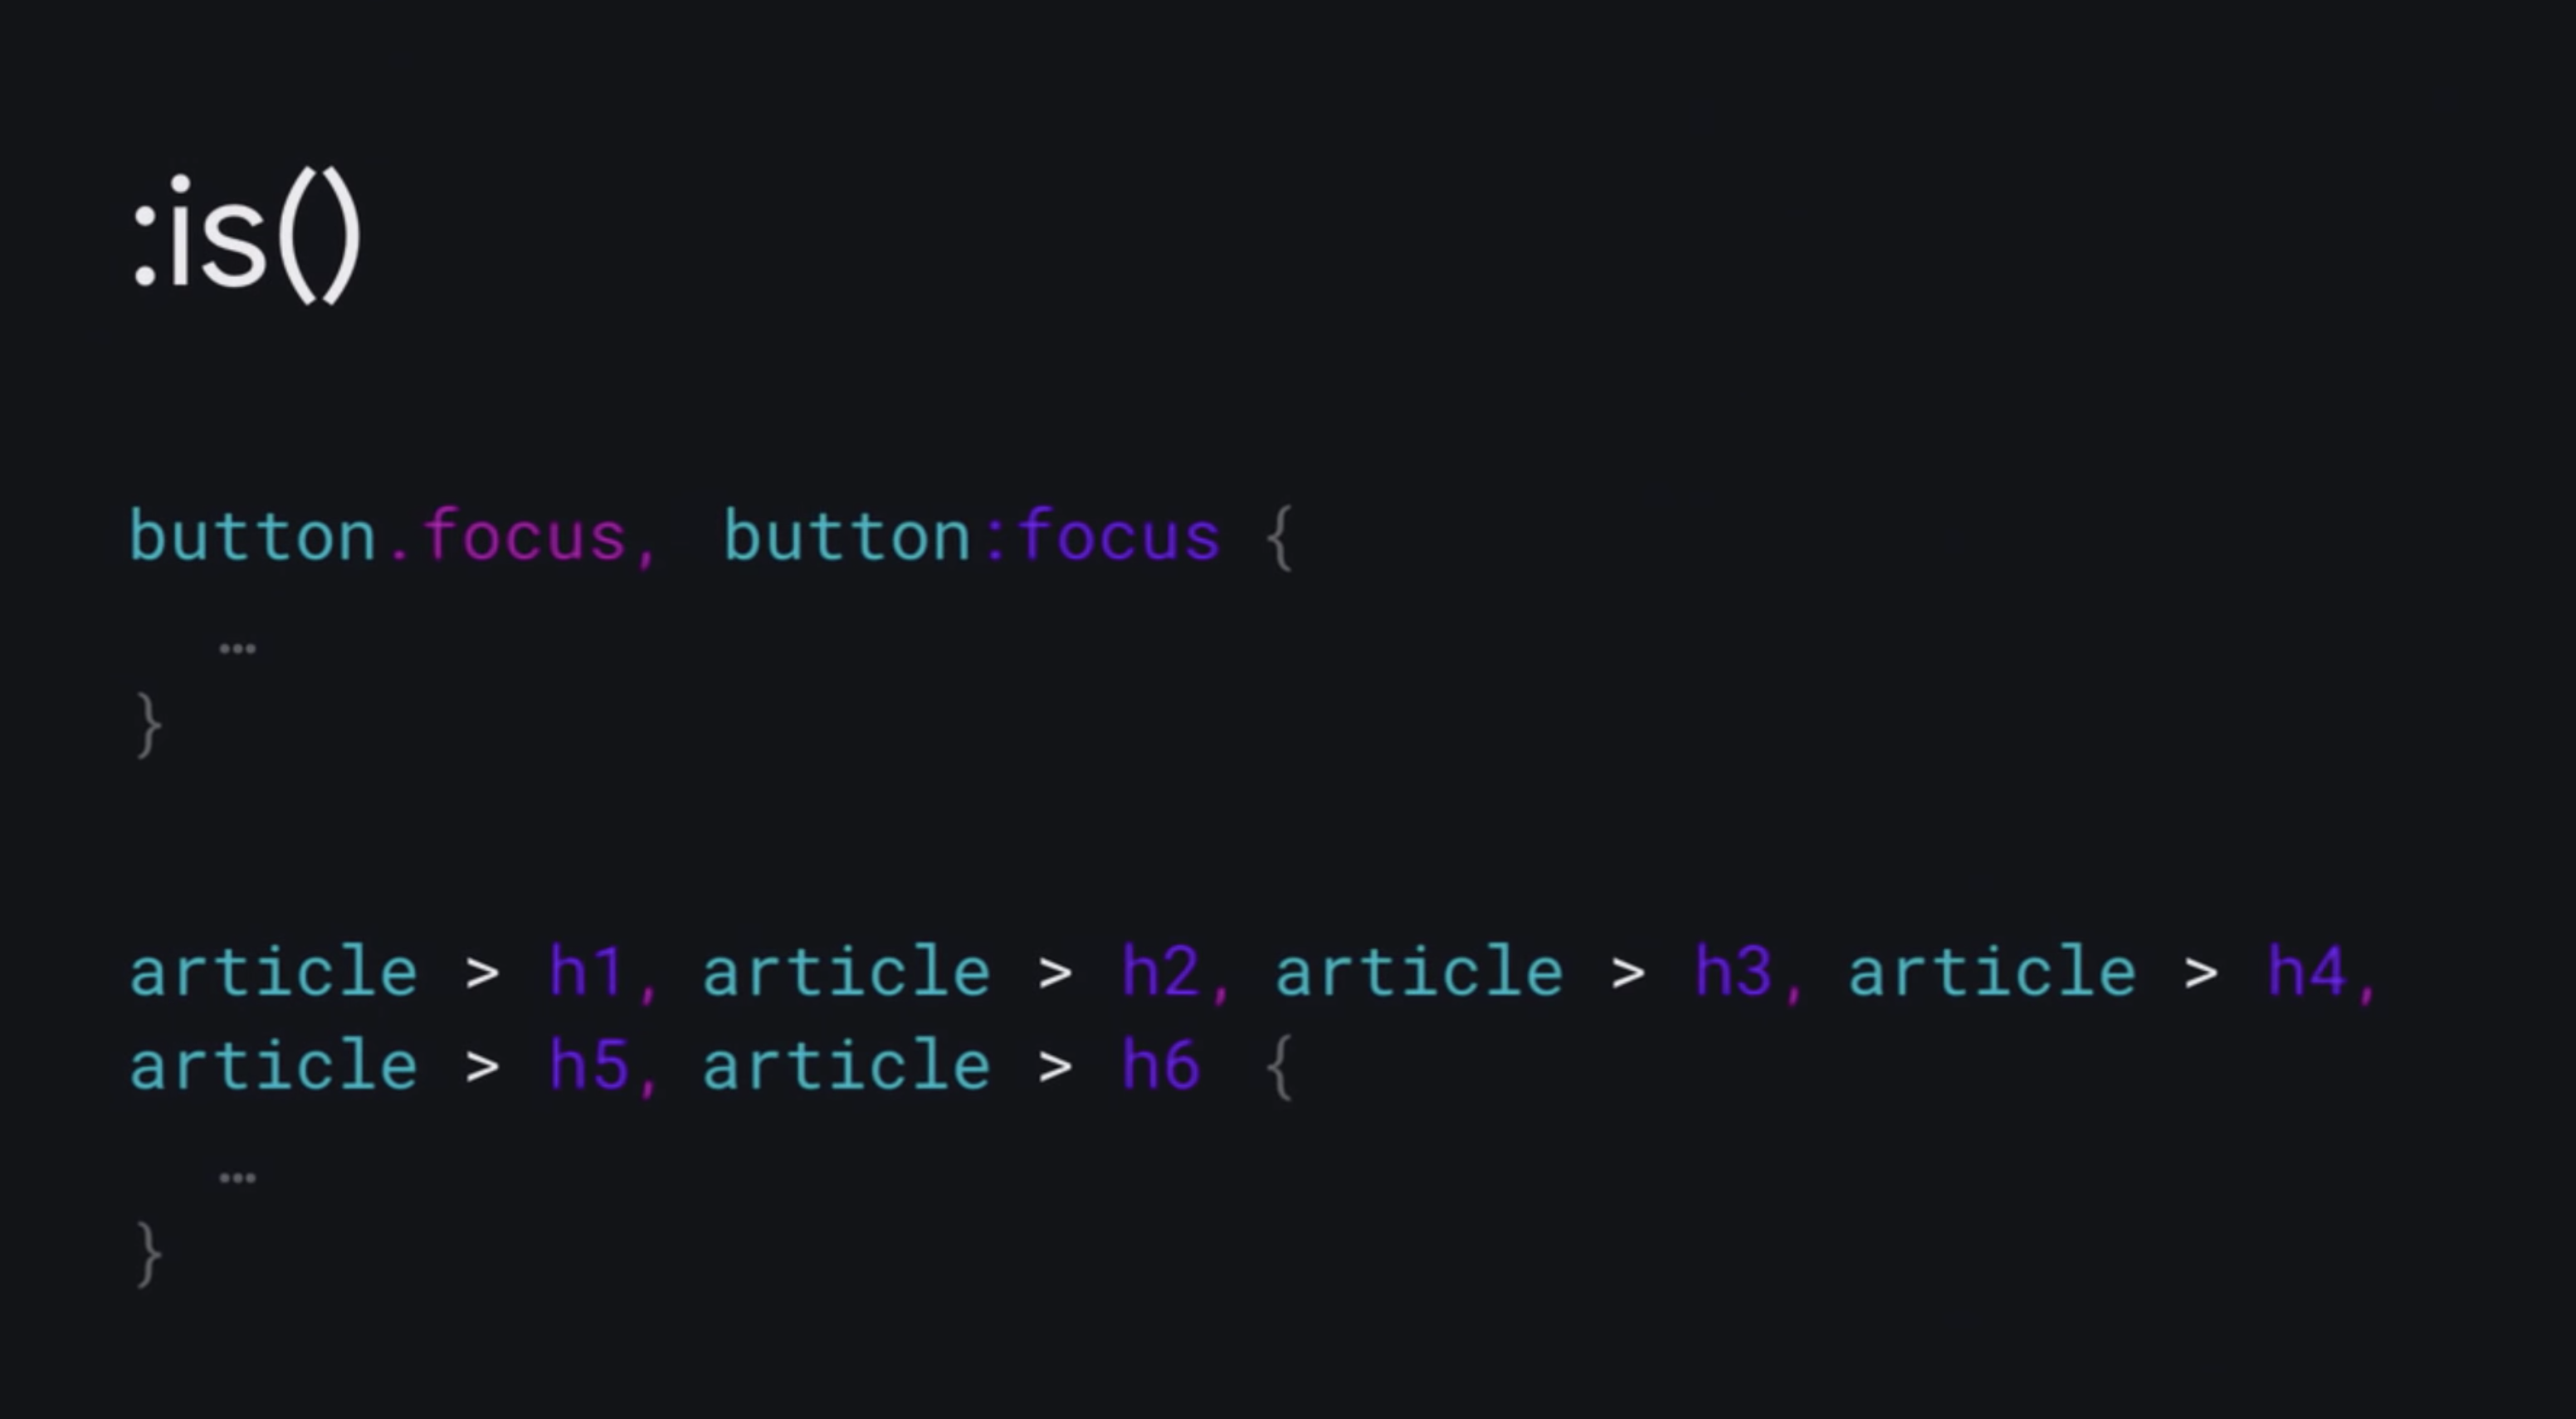 :is()
button.focus, button:focus {
…
}
article > h1, article > h2, article > h3, article > h4,
article > h5, article > h6 {
…
}